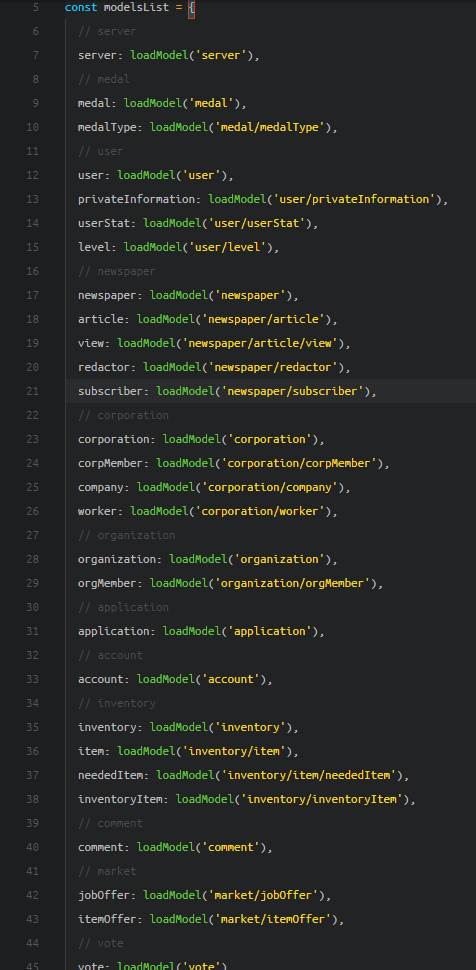 5 const modelsList = {
6 // server
7 server: loadModel('server'),
8 // medal
9 medal: loadModel('medal'),
10 medalType: loadModel('medal/medalType'),
11 // user
12 user: loadModel('user'),
13 privateInformation: loadModel('user/privateInformation'),
14 userStat: loadModel('user/userStat'),
15 level: loadModel('user/level'),
16 // newspaper
17 newspaper: loadModel('newspaper'),
18 article: loadModel('newspaper/article'),
19 view: loadModel('newspaper/article/view'),
20 redactor: loadModel('newspaper/redactor'),
21 subscriber: loadModel('newspaper/subscriber'),
22 // corporation
23 corporation: loadModel('corporation'),
24 corpMember: loadModel('corporation/corpMember'),
25 company: loadModel('corporation/company'),
26 worker: loadModel('corporation/worker'),
27 // organization
28 organization: loadModel('organization'),
29 orgMember: loadModel('organization/orgMember'),
30 // application
31 application: loadModel('application'),
32 // account
33 account: loadModel('account'),
34 // inventory
35 inventory: loadModel('inventory'),
36 item: loadModel('inventory/item'),
37 neededItem: loadModel('inventory/item/neededItem'),
38 inventoryItem: loadModel('inventory/inventoryItem'),
39 // comment
40 comment: loadModel('comment'),
41 // market
42 jobOffer: loadModel('market/jobOffer'),
43 itemOffer: loadModel('market/itemOffer'),
44 // vote
45 vote: loadModel('vote')